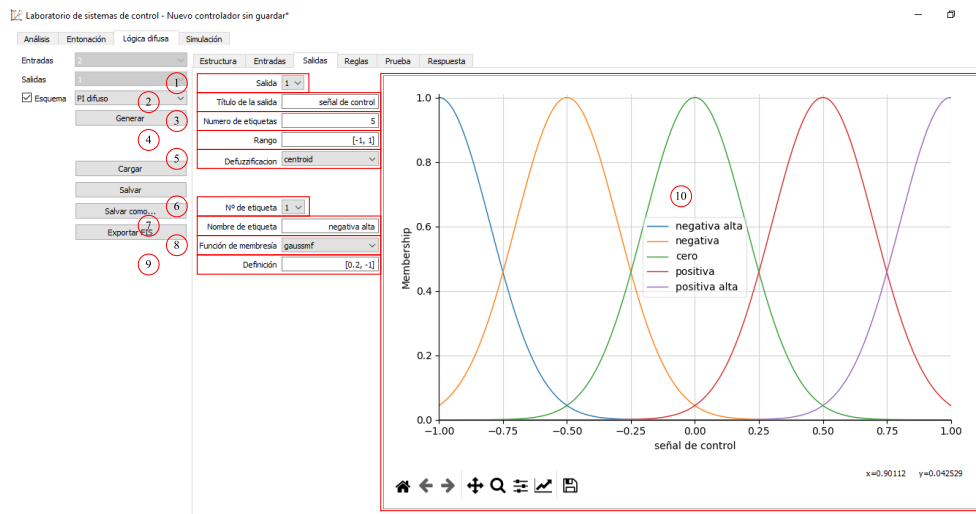 Laboratorio de sistemas de control - Nuevo controlador sin guardar*
Análisis Entonación Lógica difusa Simulación
Entradas 2
Salidas 1
Esquema PI difuso
Generar
Cargar
Salvar
Salvar como...
Exportar FIS
Estructura Entradas Salidas Reglas Prueba Respuesta
1 Salida 1
2 Título de la salida señal de control
3 Numero de etiquetas 5
4 Rango [-1, 1]
5 Defuzzificacion centroid
6 Nº de etiqueta 1
7 Nombre de etiqueta negativa alta
8 Función de membresía gaussmf
9 Definición [0.2, -1]
10
negativa alta
negativa
cero
positiva
positiva alta
Membership
1.0
0.8
0.6
0.4
0.2
0.0
−1.00 −0.75 −0.50 −0.25 0.00 0.25 0.50 0.75 1.00
señal de control
x=0.90112 y=0.042529